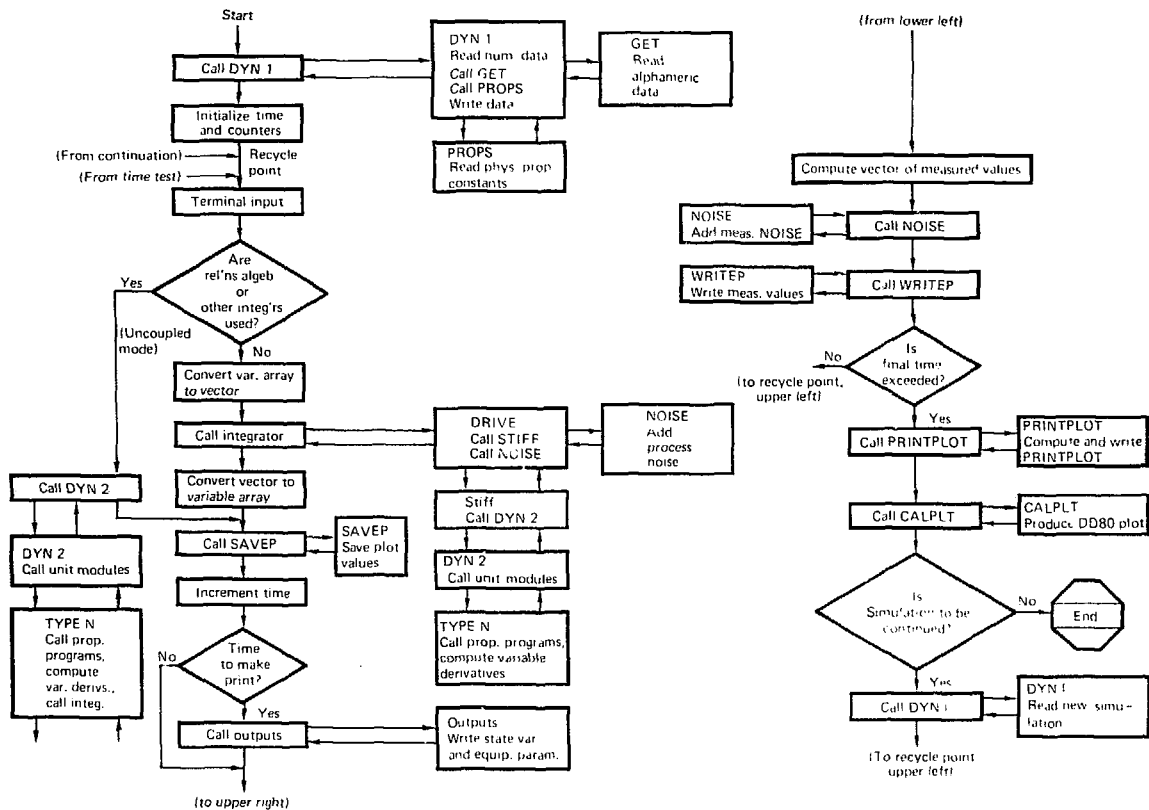 Start
Call DYN 1
DYN 1
Read num. data
Call GET
Call PROPS
Write data
GET
Read
alphameric
data
Initialize time
and counters
PROPS
Read phys. prop
constants
(From continuation)
Recycle
point
(From time test)
Terminal input
Are
rel'ns algeb
or
other integ'rs
used?
Yes
(Uncoupled
mode)
No
Convert var. array
to vector
Call integrator
DRIVE
Call STIFF
Call NOISE
NOISE
Add
process
noise
Convert vector to
variable array
Call DYN 2
Stiff
Call DYN 2
Call SAVEP
SAVEP
Save plot
values
DYN 2
Call unit modules
DYN 2
Call unit modules
Increment time
TYPE N
Call prop.
programs,
compute
var. derivs.,
call integ.
TYPE N
Call prop. programs,
compute variable
derivatives
Time
to make
print?
No
Yes
Call outputs
Outputs
Write state var
and equip. param.
(to upper right)
(from lower left)
Compute vector of measured values
NOISE
Add meas. NOISE
Call NOISE
WRITEP
Write meas. values
Call WRITEP
Is
final time
exceeded?
No
(to recycle point,
upper left)
Yes
Call PRINTPLOT
PRINTPLOT
Compute and write
PRINTPLOT
Call CALPLT
CALPLT
Produce DD80 plot
Is
Simulation to be
continued?
No
End
Yes
Call DYN 1
DYN 1
Read new simu-
lation
(To recycle point
upper left)